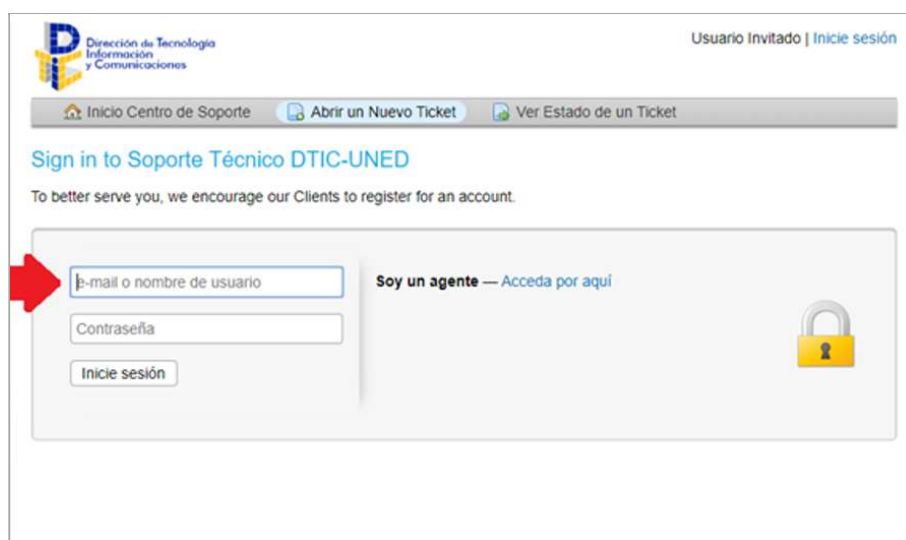 Dirección de Tecnología
Información
y Comunicaciones
Usuario Invitado | Inicie sesión
Inicio Centro de Soporte
Abrir un Nuevo Ticket
Ver Estado de un Ticket
Sign in to Soporte Técnico DTIC-UNED
To better serve you, we encourage our Clients to register for an account.
e-mail o nombre de usuario
Soy un agente — Acceda por aquí
Contraseña
Inicie sesión